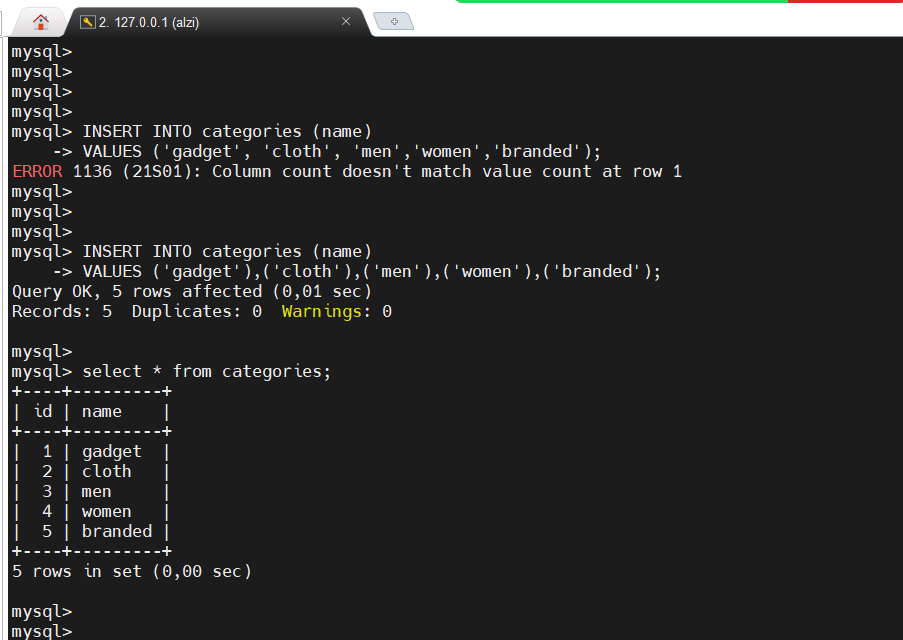 2. 127.0.0.1 (alzi)
mysql>
mysql>
mysql>
mysql>
mysql> INSERT INTO categories (name)
    -> VALUES ('gadget', 'cloth', 'men','women','branded');
ERROR 1136 (21S01): Column count doesn't match value count at row 1
mysql>
mysql>
mysql>
mysql> INSERT INTO categories (name)
    -> VALUES ('gadget'),('cloth'),('men'),('women'),('branded');
Query OK, 5 rows affected (0,01 sec)
Records: 5  Duplicates: 0  Warnings: 0
mysql>
mysql> select * from categories;
+----+---------+
| id | name    |
+----+---------+
|  1 | gadget  |
|  2 | cloth   |
|  3 | men     |
|  4 | women   |
|  5 | branded |
+----+---------+
5 rows in set (0,00 sec)
mysql>
mysql>